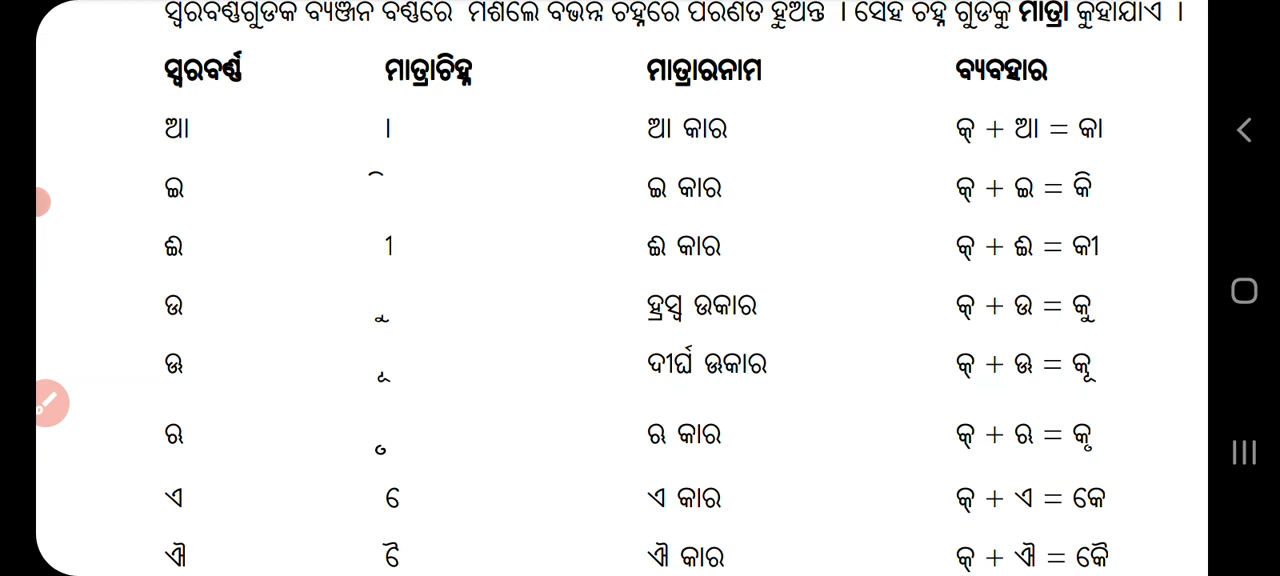 ସ୍ୱରବର୍ଣ୍ଣଗୁଡିକ ବ୍ୟଞ୍ଜନ ବର୍ଣ୍ଣରେ ମିଶିଲେ ବିଭିନ୍ନ ଚିହ୍ନରେ ପରିଣତ ହୁଅନ୍ତି । ସେହି ଚିହ୍ନ ଗୁଡିକୁ ମାତ୍ରା କୁହାଯାଏ ।
ସ୍ୱରବର୍ଣ୍ଣ ମାତ୍ରାଚିହ୍ନ ମାତ୍ରାରନାମ ବ୍ୟବହାର
ଆ ା ଆ କାର କ୍ + ଆ = କା
ଇ ି ଇ କାର କ୍ + ଇ = କି
ଈ ୀ ଈ କାର କ୍ + ଈ = କୀ
ଉ ୁ ହ୍ରସ୍ୱ ଉକାର କ୍ + ଉ = କୁ
ଊ ୂ ଦୀର୍ଘ ଊକାର କ୍ + ଊ = କୂ
ଋ ୃ ଋ କାର କ୍ + ଋ = କୃ
ଏ େ ଏ କାର କ୍ + ଏ = କେ
ଐ ୈ ଐ କାର କ୍ + ଐ = କୈ